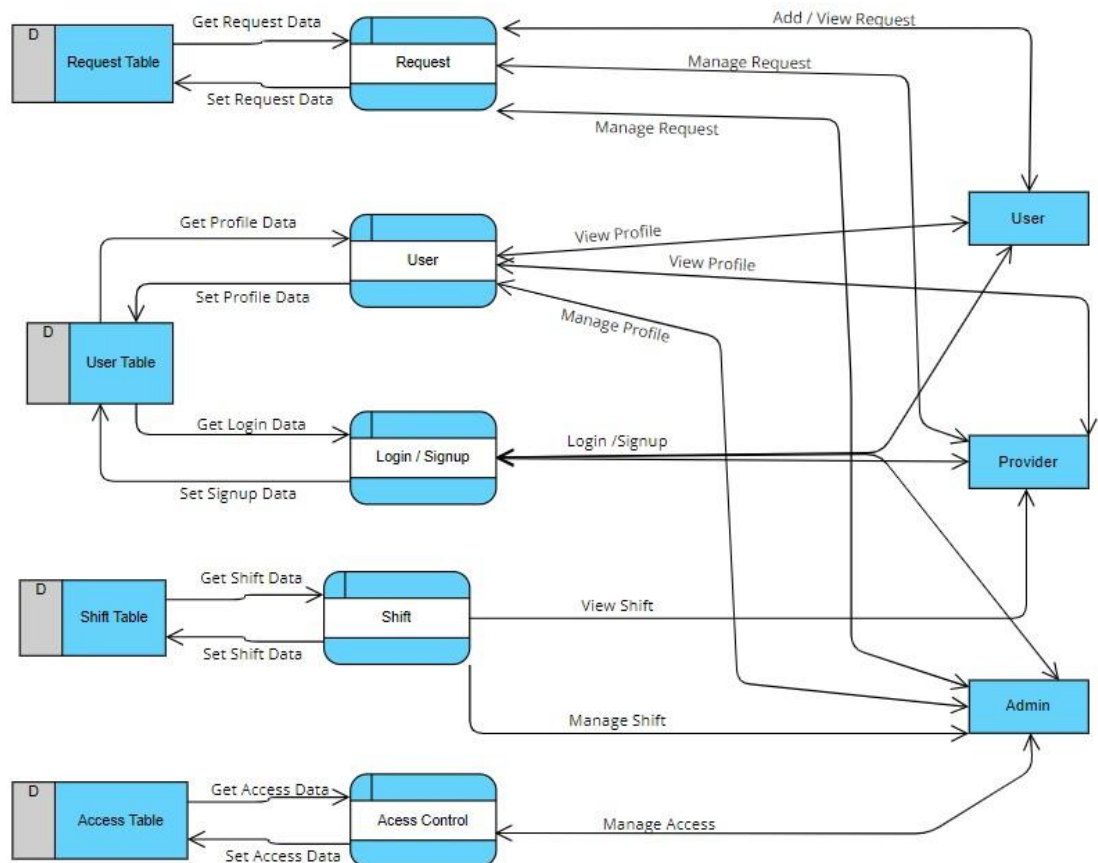 Get Request Data
Add / View Request
D
Request Table
Request
Manage Request
Set Request Data
Manage Request
User
Get Profile Data
View Profile
User
View Profile
Set Profile Data
Manage Profile
D
User Table
Get Login Data
Login /Signup
Login / Signup
Provider
Set Signup Data
Get Shift Data
D
Shift Table
Shift
View Shift
Set Shift Data
Admin
Manage Shift
D
Get Access Data
Access Table
Acess Control
Manage Access
Set Access Data